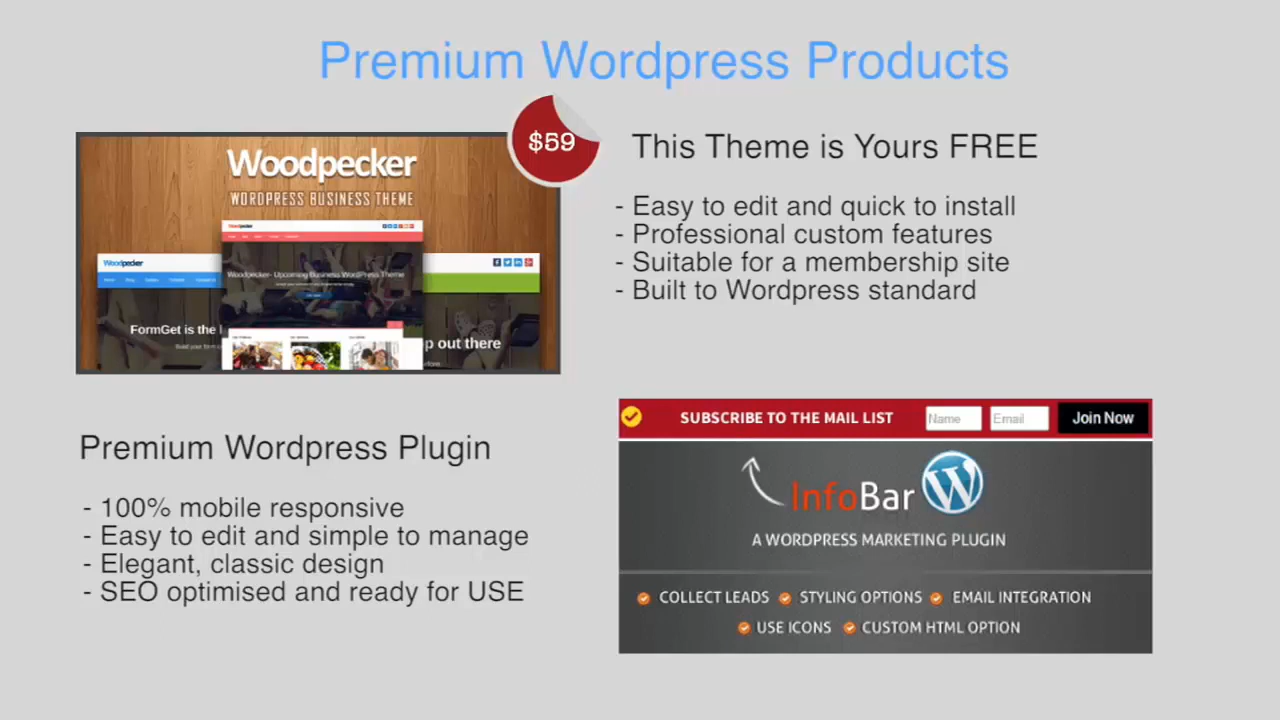 Premium Wordpress Products
$59
Woodpecker
WORDPRESS BUSINESS THEME
Woodpecker
Woodpecker- Upcoming Business WordPress Theme
FormGet is the l
p out there
This Theme is Yours FREE
- Easy to edit and quick to install
- Professional custom features
- Suitable for a membership site
- Built to Wordpress standard
Premium Wordpress Plugin
- 100% mobile responsive
- Easy to edit and simple to manage
- Elegant, classic design
- SEO optimised and ready for USE
SUBSCRIBE TO THE MAIL LIST Name Email Join Now
InfoBar
A WORDPRESS MARKETING PLUGIN
COLLECT LEADS STYLING OPTIONS EMAIL INTEGRATION
USE ICONS CUSTOM HTML OPTION